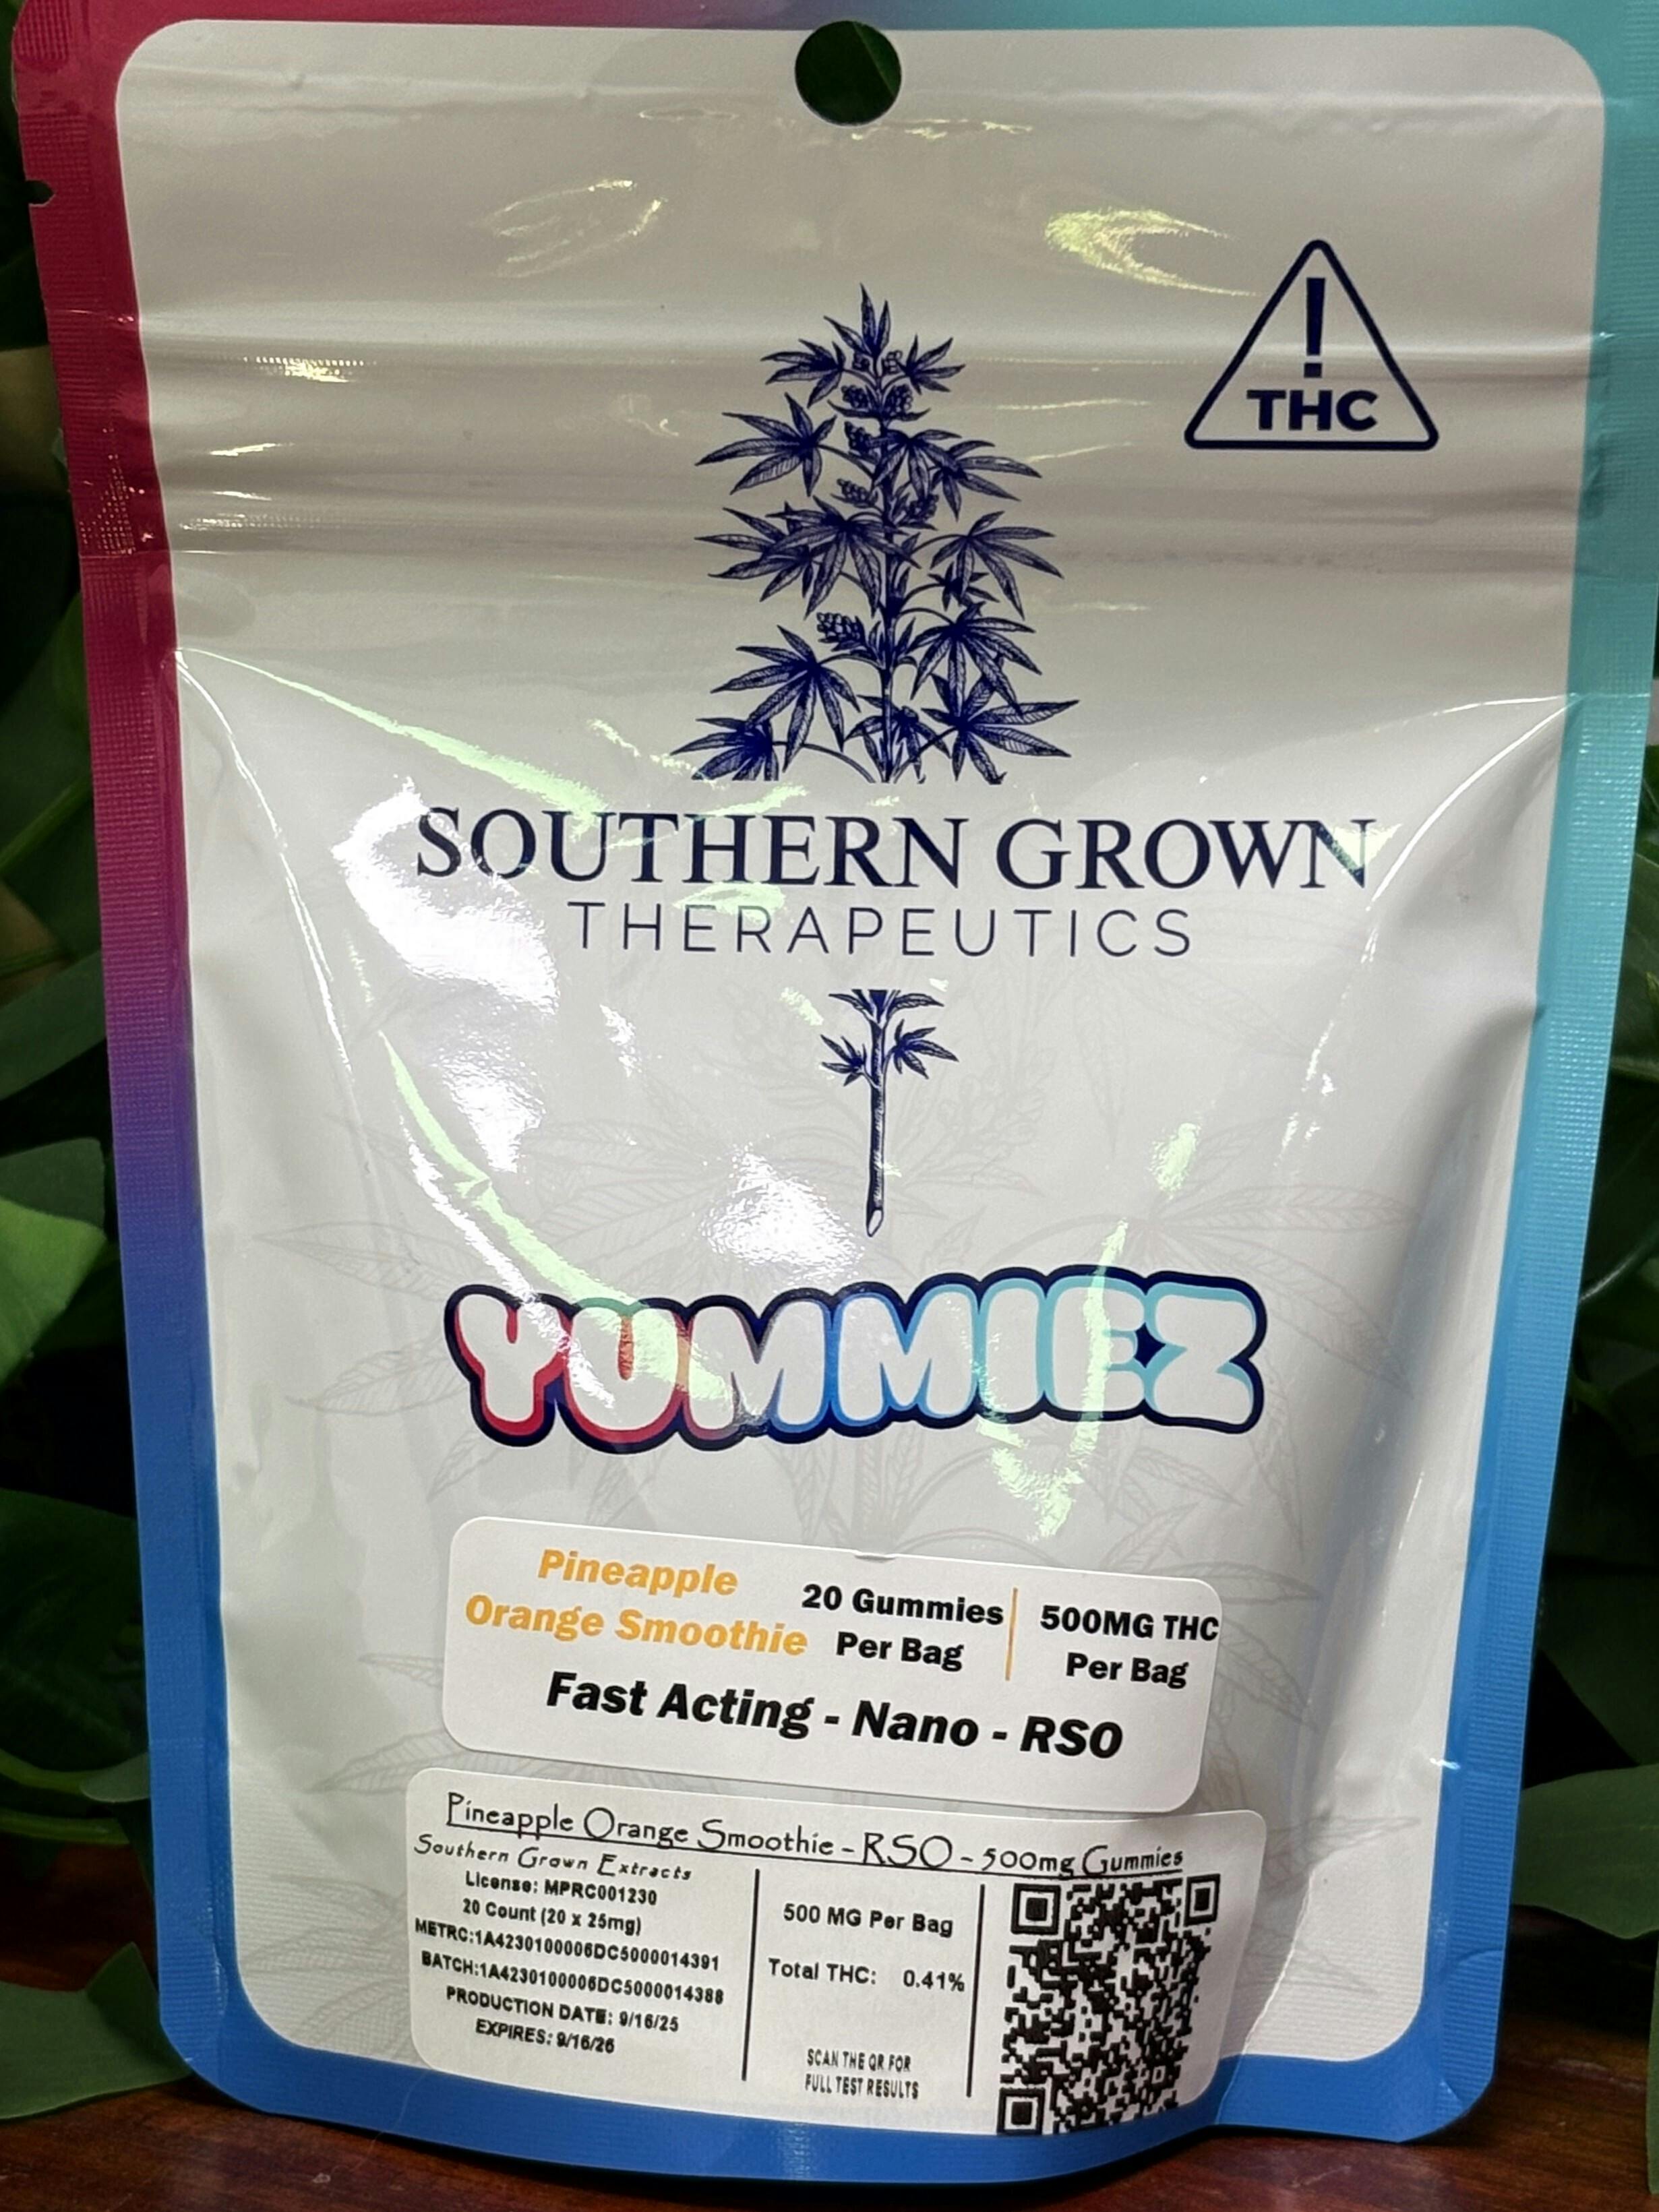 !
THC
SOUTHERN GROWN
THERAPEUTICS
YUMMIEZ
Pineapple
Orange Smoothie
20 Gummies
Per Bag
500MG THC
Per Bag
Fast Acting - Nano - RSO
Pineapple Orange Smoothie - RSO - 500mg Gummies
Southern Grown Extracts
License: MPRC001230
20 Count (20 x 25mg)
METRC:1A4230100006DC5000014391
BATCH:1A4230100006DC5000014388
PRODUCTION DATE: 9/16/25
EXPIRES: 9/16/26
500 MG Per Bag
Total THC: 0.41%
SCAN THE QR FOR
FULL TEST RESULTS